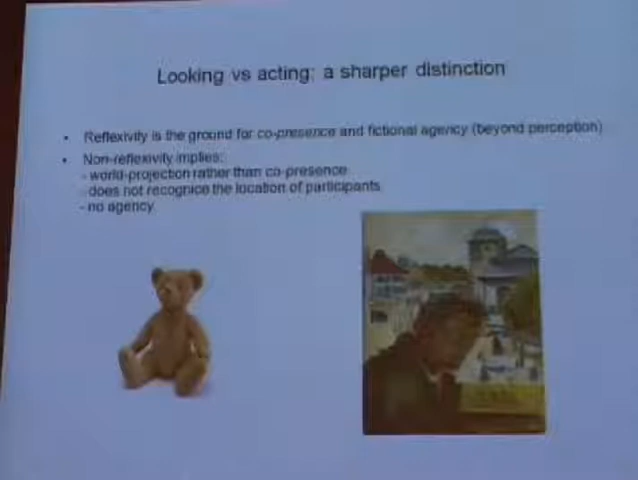 Looking vs acting: a sharper distinction
• Reflexivity is the ground for co-presence and fictional agency (beyond perception)
• Non-reflexivity implies:
- world-projection rather than co-presence
- does not recognice the location of participants
- no agency